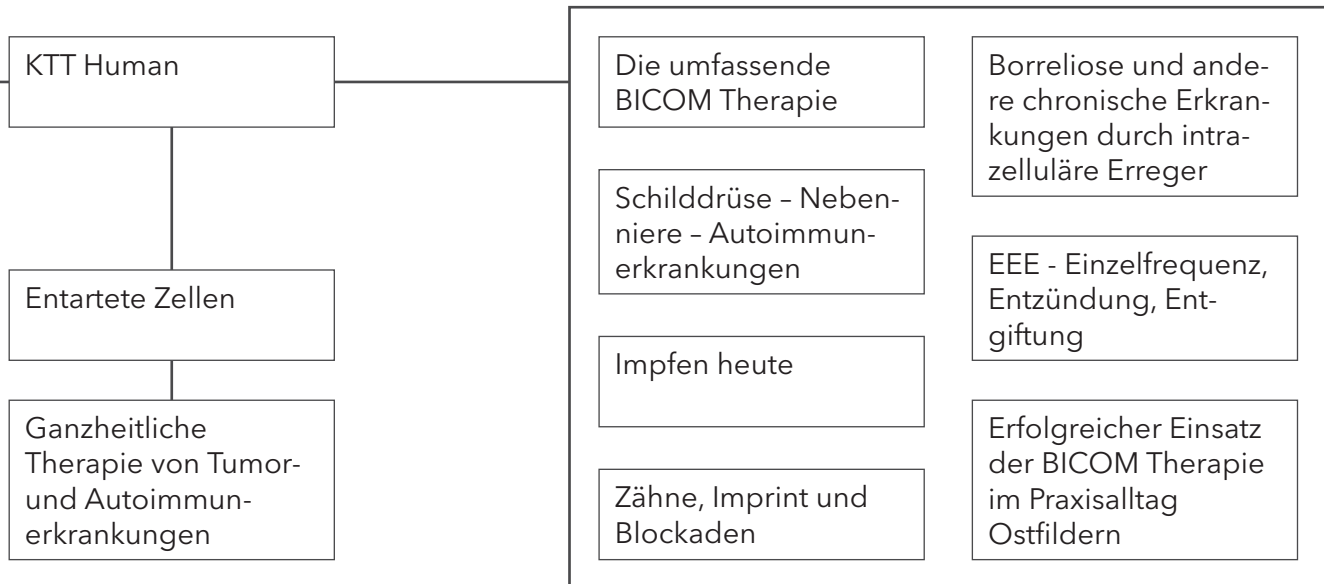 KTT Human
Entartete Zellen
Ganzheitliche
Therapie von Tumor-
und Autoimmun-
erkrankungen
Die umfassende
BICOM Therapie
Schilddrüse – Neben-
niere – Autoimmun-
erkrankungen
Impfen heute
Zähne, Imprint und
Blockaden
Borreliose und ande-
re chronische Erkran-
kungen durch intra-
zelluläre Erreger
EEE - Einzelfrequenz,
Entzündung, Ent-
giftung
Erfolgreicher Einsatz
der BICOM Therapie
im Praxisalltag
Ostfildern